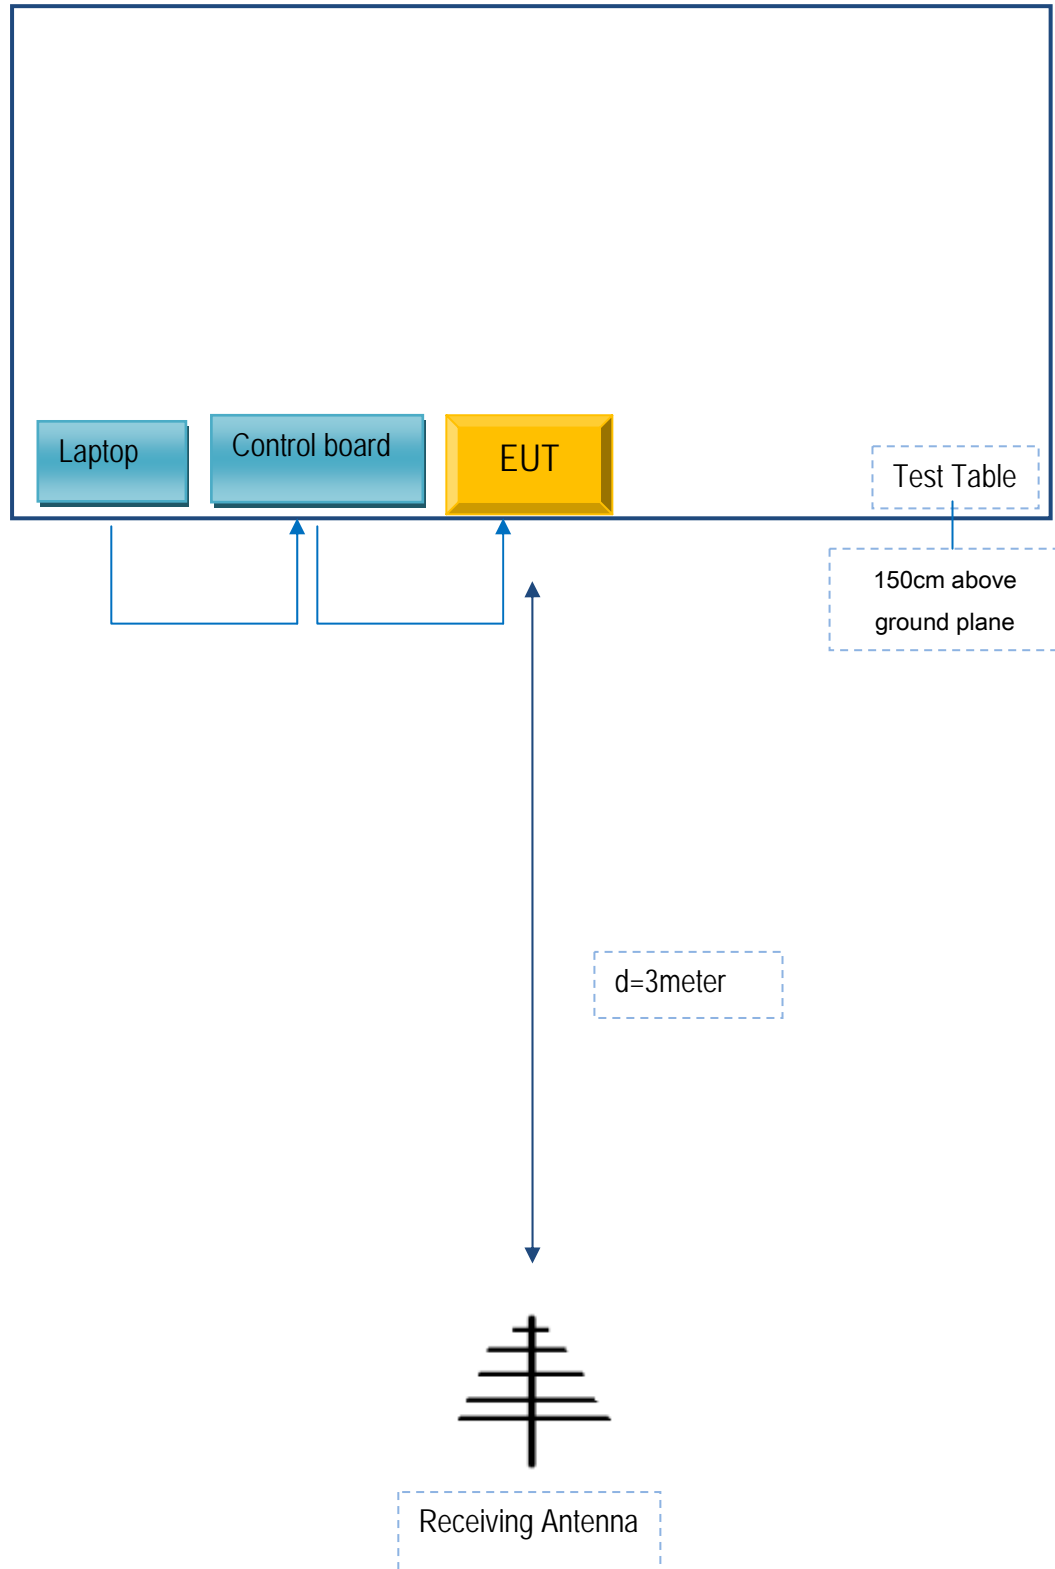 Laptop
Control board
EUT
Test Table
150cm above
ground plane
d=3meter
Receiving Antenna